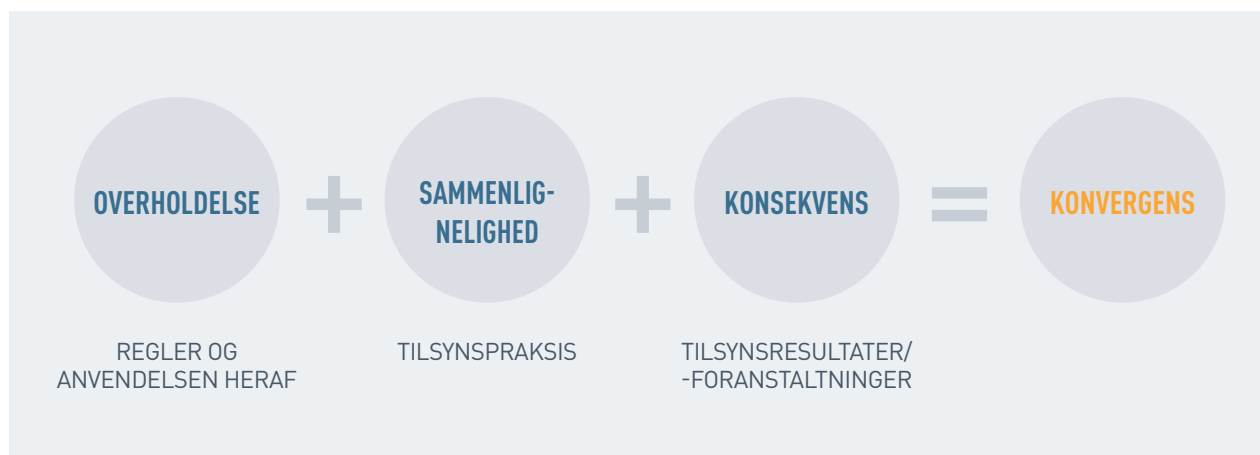 OVERHOLDELSE
+
SAMMENLIG-
NELIGHED
+
KONSEKVENS
=
KONVERGENS
REGLER OG
ANVENDELSEN HERAF
TILSYNSPRAKSIS
TILSYNSRESULTATER/
-FORANSTALTNINGER